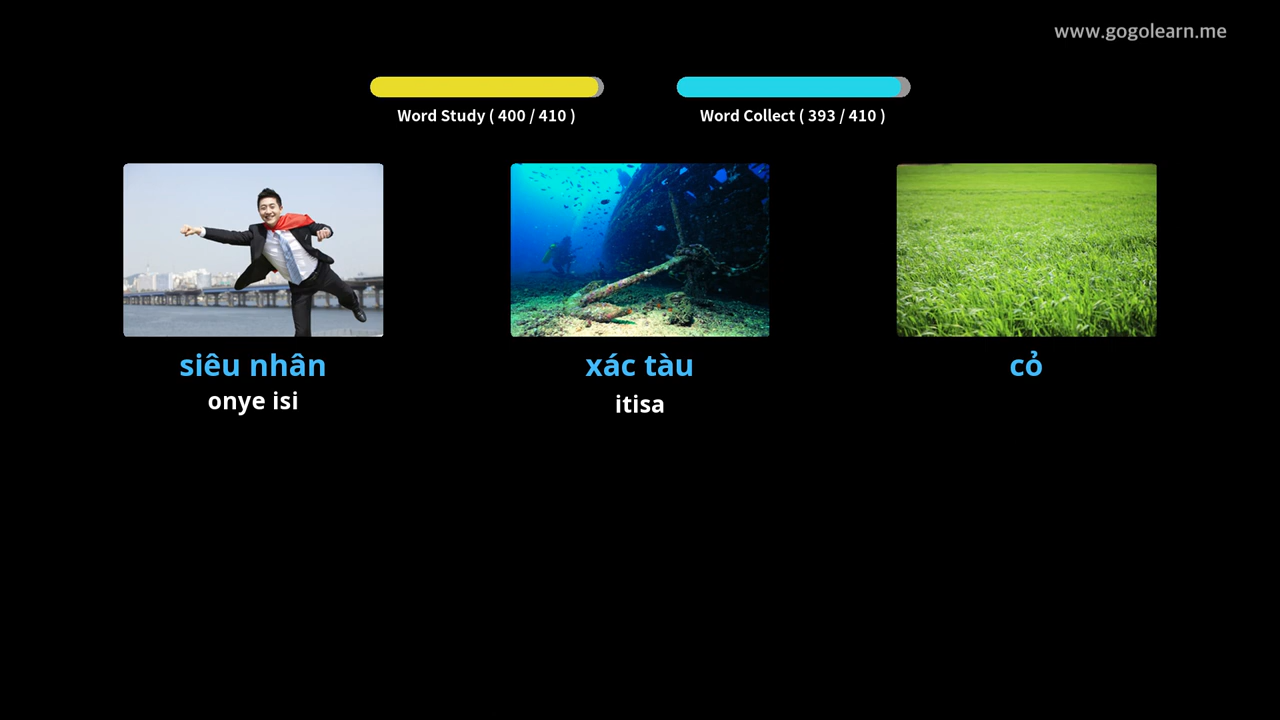 www.gogolearn.me
Word Study ( 400 / 410 )
Word Collect ( 393 / 410 )
siêu nhân
onye isi
xác tàu
itisa
cỏ